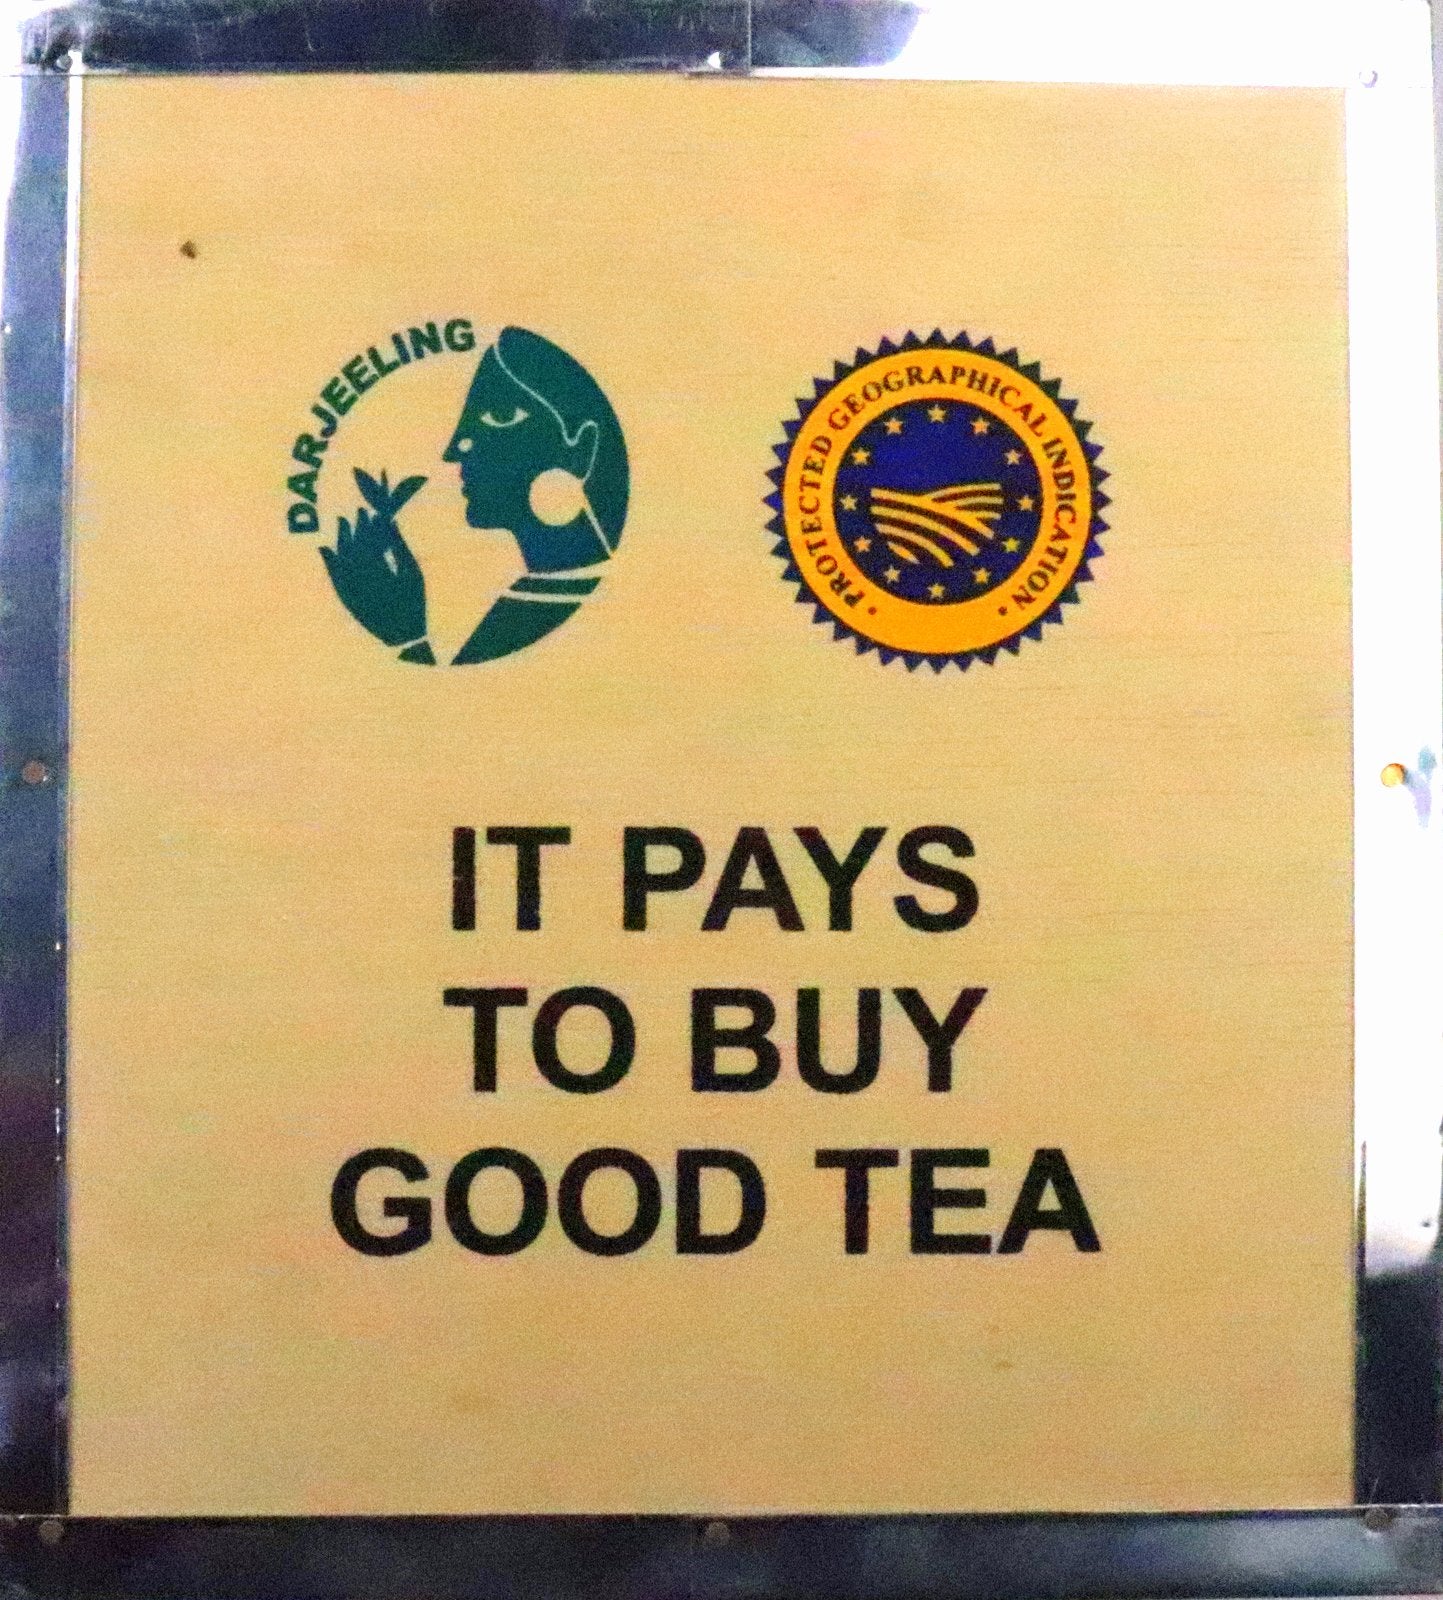 DARJEELING
PROTECTED GEOGRAPHICAL INDICATION
IT PAYS
TO BUY
GOOD TEA